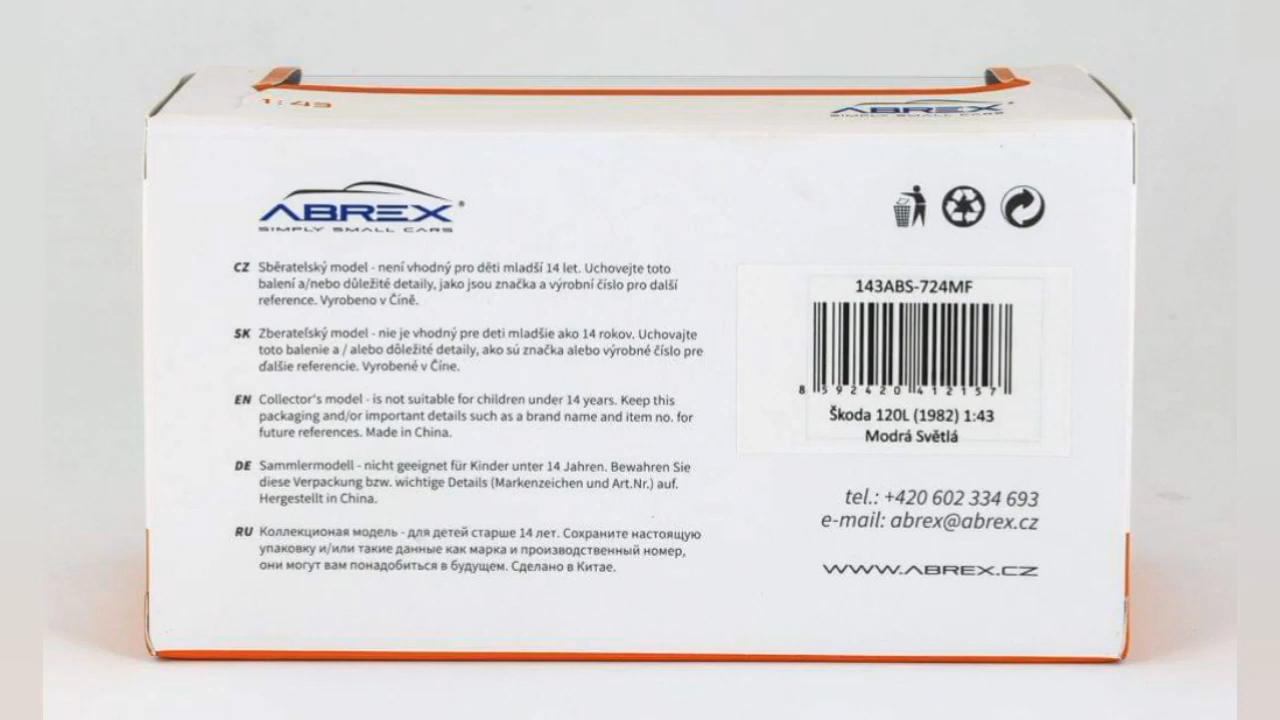 1:43
ABREX
SIMPLY SMALL CARS
ABREX®
SIMPLY SMALL CARS
CZ Sběratelský model - není vhodný pro děti mladší 14 let. Uchovejte toto
balení a/nebo důležité detaily, jako jsou značka a výrobní číslo pro další
reference. Vyrobeno v Číně.
SK Zberateľský model - nie je vhodný pre deti mladšie ako 14 rokov. Uchovajte
toto balenie a / alebo dôležité detaily, ako sú značka alebo výrobné číslo pre
ďalšie referencie. Vyrobené v Číne.
EN Collector's model - is not suitable for children under 14 years. Keep this
packaging and/or important details such as a brand name and item no. for
future references. Made in China.
DE Sammlermodell - nicht geeignet für Kinder unter 14 Jahren. Bewahren Sie
diese Verpackung bzw. wichtige Details (Markenzeichen und Art.Nr.) auf.
Hergestellt in China.
RU Коллекционая модель - для детей старше 14 лет. Сохраните настоящую
упаковку и/или такие данные как марка и производственный номер,
они могут вам понадобиться в будущем. Сделано в Китае.
143ABS-724MF
8 592420 412157
Škoda 120L (1982) 1:43
Modrá Světlá
tel.: +420 602 334 693
e-mail: abrex@abrex.cz
WWW.ABREX.CZ